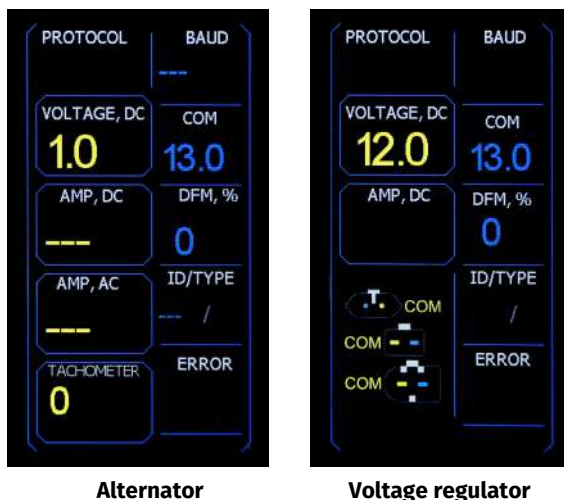 PROTOCOL BAUD
---
VOLTAGE, DC COM
1.0 13.0
AMP, DC DFM, %
--- 0
AMP, AC ID/TYPE
--- --- /
TACHOMETER ERROR
0
Alternator
PROTOCOL BAUD
VOLTAGE, DC COM
12.0 13.0
AMP, DC DFM, %
0
ID/TYPE
COM /
COM
ERROR
COM
Voltage regulator